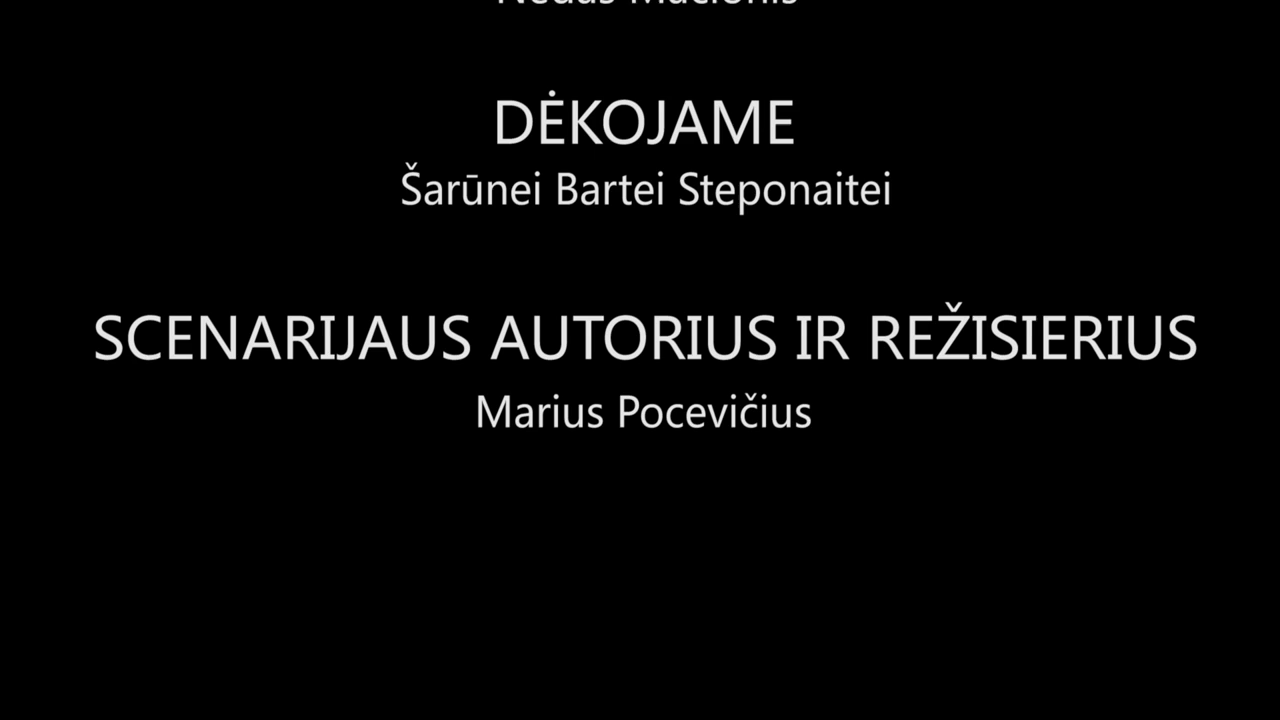 DĖKOJAME
Šarūnei Bartei Steponaitei
SCENARIJAUS AUTORIUS IR REŽISIERIUS
Marius Pocevičius